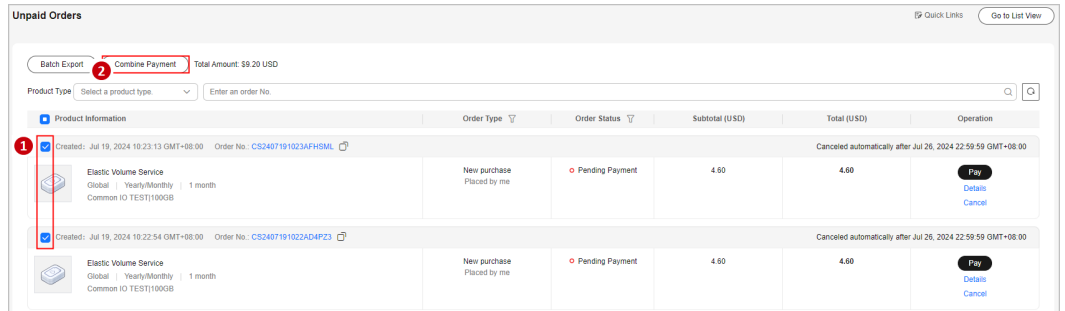 Unpaid Orders
Quick Links
Go to List View
Batch Export
2
Combine Payment
Total Amount: $9.20 USD
Product Type
Select a product type.
Enter an order No.
Product Information
Order Type
Order Status
Subtotal (USD)
Total (USD)
Operation
1
Created: Jul 19, 2024 10:23:13 GMT+08:00 Order No.: CS2407191023AFHSML
Canceled automatically after Jul 26, 2024 22:59:59 GMT+08:00
Elastic Volume Service
Global | Yearly/Monthly | 1 month
Common IO TEST|100GB
New purchase
Placed by me
Pending Payment
4.60
4.60
Pay
Details
Cancel
Created: Jul 19, 2024 10:22:54 GMT+08:00 Order No.: CS2407191022AD4PZ3
Canceled automatically after Jul 26, 2024 22:59:59 GMT+08:00
Elastic Volume Service
Global | Yearly/Monthly | 1 month
Common IO TEST|100GB
New purchase
Placed by me
Pending Payment
4.60
4.60
Pay
Details
Cancel